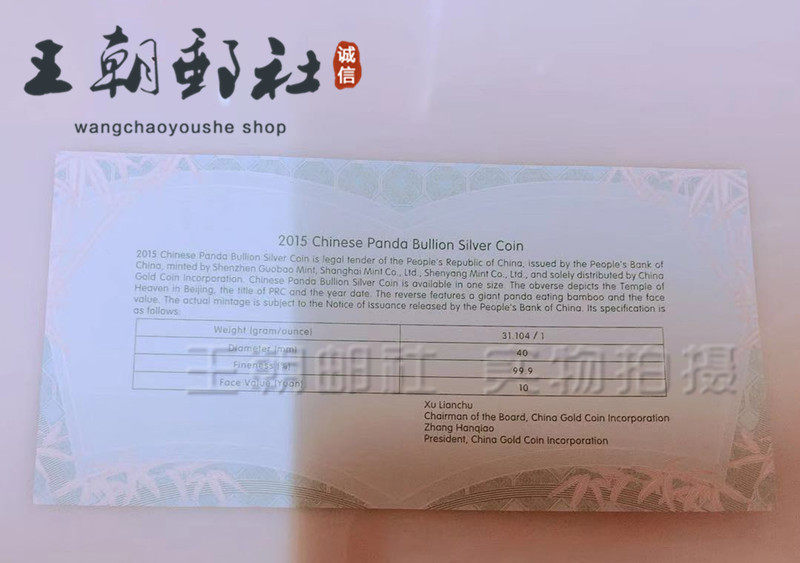 王朝邮社
诚信
wangchaoyoushe shop
2015 Chinese Panda Bullion Silver Coin
2015 Chinese Panda Bullion Silver Coin is legal tender of the People's Republic of China, issued by the People's Bank of
China, minted by Shenzhen Guobao Mint, Shanghai Mint Co., Ltd., Shenyang Mint Co., Ltd., and solely distributed by China
Gold Coin Incorporation. Chinese Panda Bullion Silver Coin is available in one size. The obverse depicts the Temple of
Heaven in Beijing, the title of PRC and the year date. The reverse features a giant panda eating bamboo and the face
value. The actual mintage is subject to the Notice of Issuance released by the People's Bank of China. Its specification is
as follows:
Weight (gram/ounce) 31.104 / 1
Diameter (mm) 40
Fineness (%) 99.9
Face Value (Yuan) 10
王朝邮社 实物拍摄
Xu Lianchu
Chairman of the Board, China Gold Coin Incorporation
Zhang Hanqiao
President, China Gold Coin Incorporation